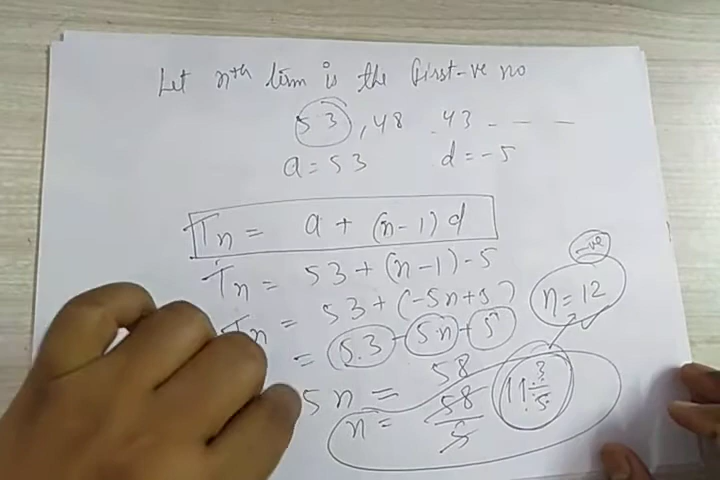 Let nth term is the first -ve no
53, 48 43 - - -
a = 53 d = -5
Tn = a + (n-1) d
Tn = 53 + (n-1) -5
Tn = 53 + (-5n+5)
= 53 - 5n + 5
5n = 58
n = 58/5 11 3/5
n = 12
-ve